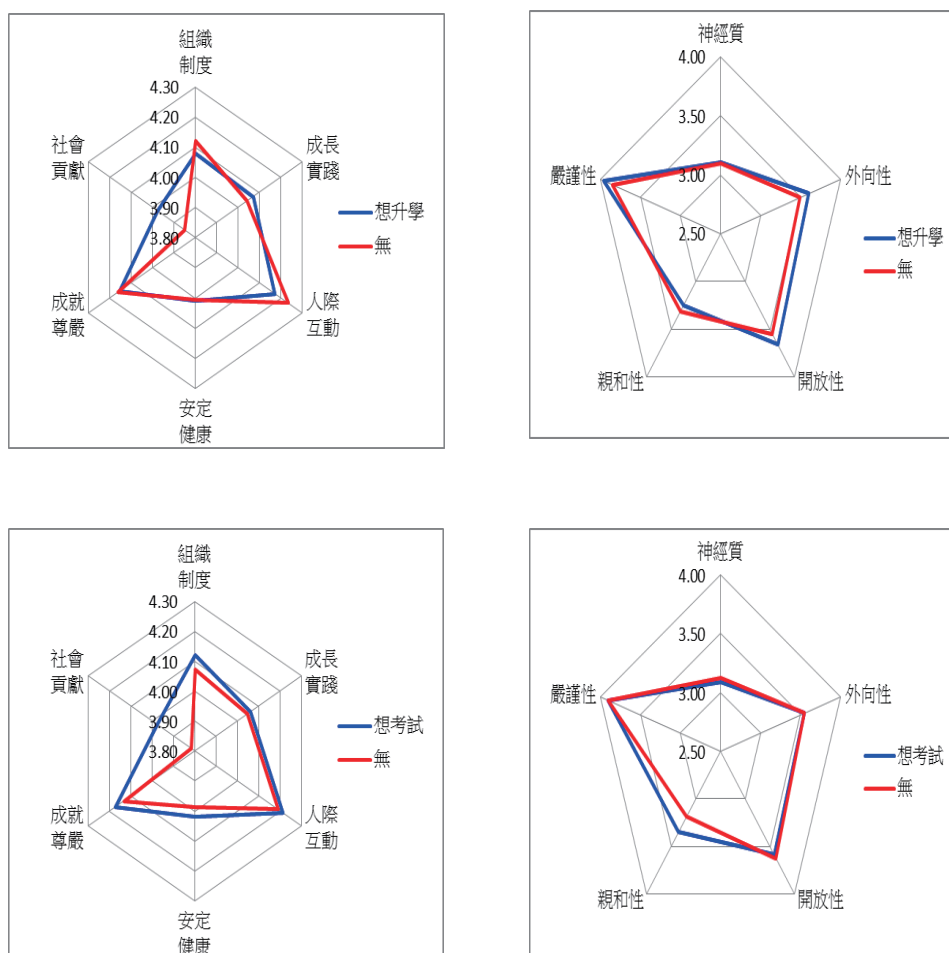 組織
制度
4.30
4.20
4.10
4.00
3.90
3.80
成長
實踐
人際
互動
安定
健康
成就
尊嚴
社會
貢獻
想升學
無
神經質
4.00
3.50
3.00
2.50
外向性
開放性
親和性
嚴謹性
想升學
無
組織
制度
4.30
4.20
4.10
4.00
3.90
3.80
成長
實踐
人際
互動
安定
健康
成就
尊嚴
社會
貢獻
想考試
無
神經質
4.00
3.50
3.00
2.50
外向性
開放性
親和性
嚴謹性
想考試
無